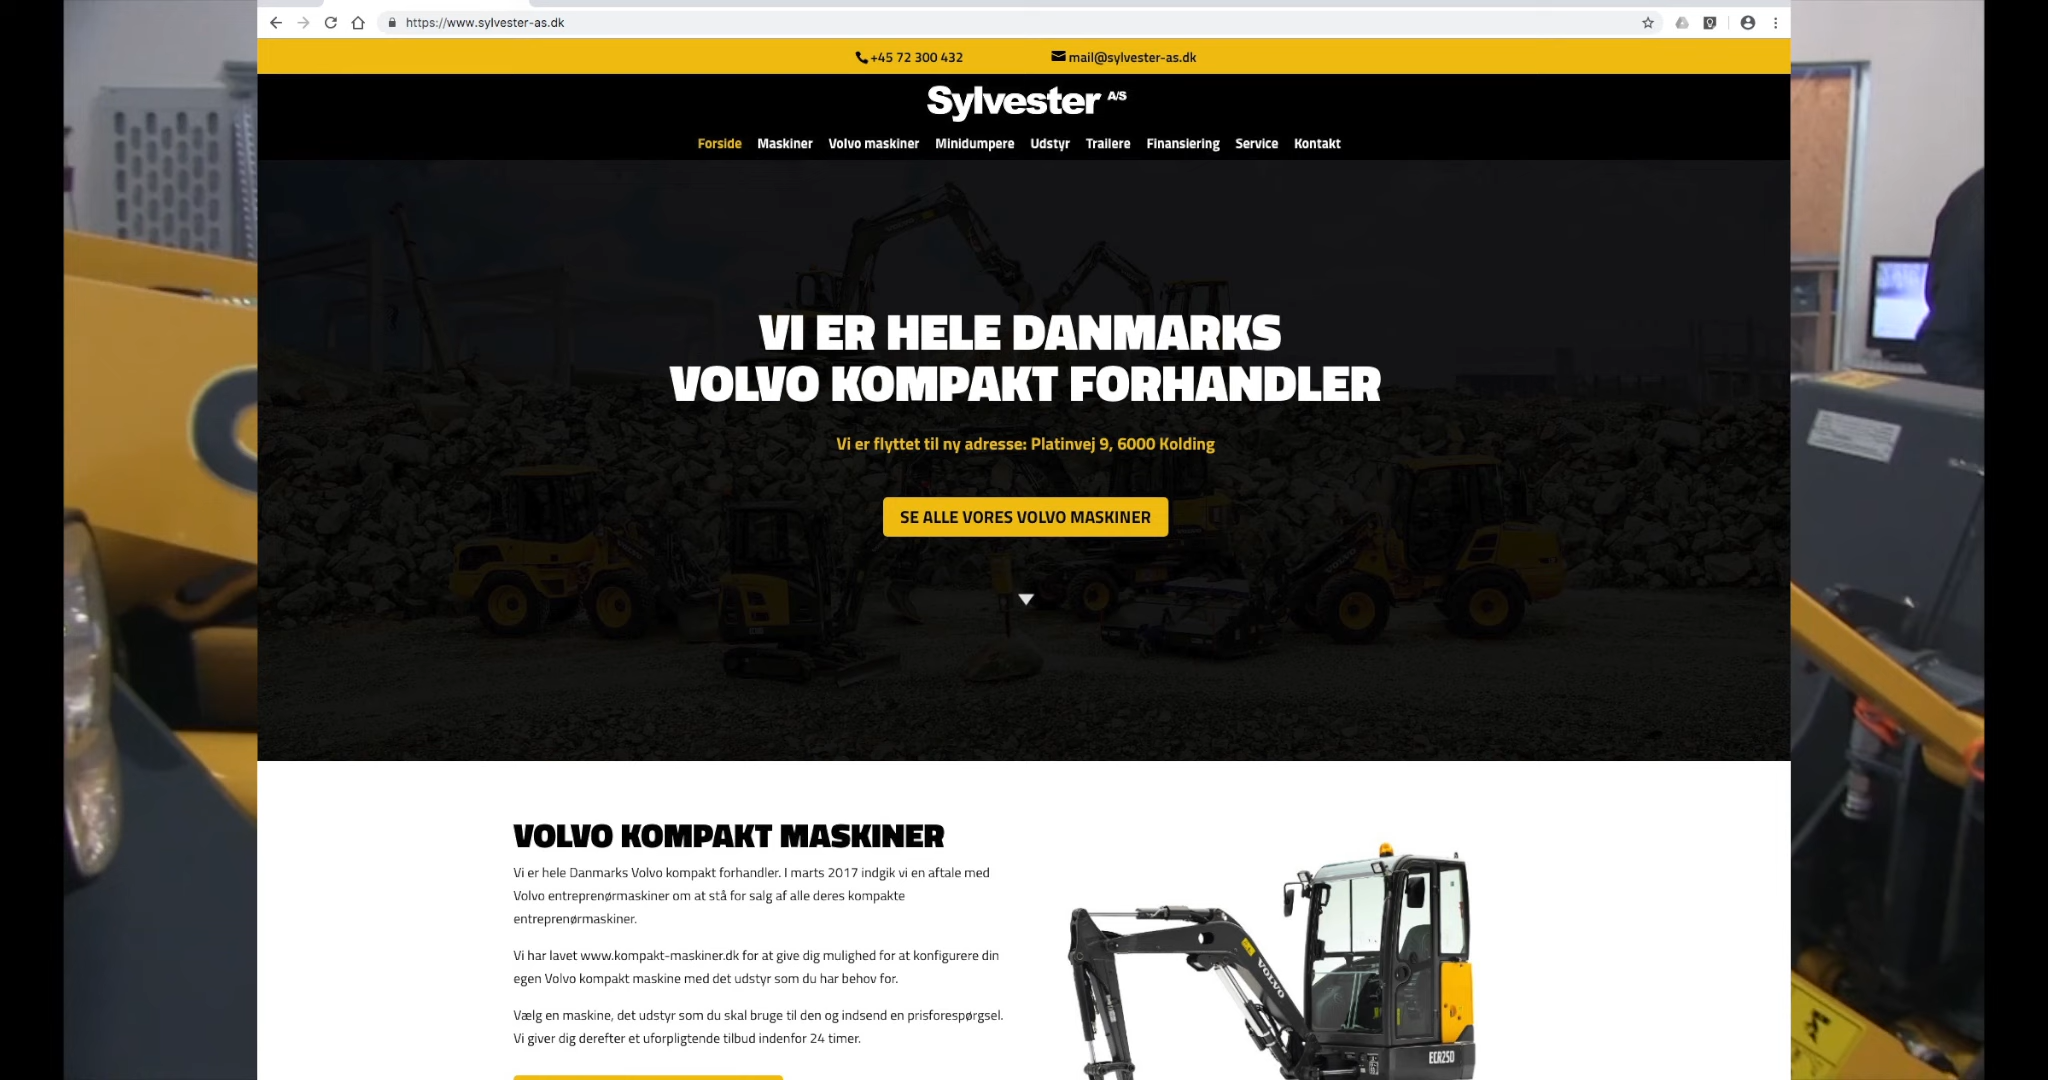 https://www.sylvester-as.dk
+45 72 300 432
mail@sylvester-as.dk
Sylvester A/S
Forside Maskiner Volvo maskiner Minidumpere Udstyr Trailere Finansiering Service Kontakt
VI ER HELE DANMARKS
VOLVO KOMPAKT FORHANDLER
Vi er flyttet til ny adresse: Platinvej 9, 6000 Kolding
SE ALLE VORES VOLVO MASKINER
VOLVO KOMPAKT MASKINER
Vi er hele Danmarks Volvo kompakt forhandler. I marts 2017 indgik vi en aftale med
Volvo entreprenørmaskiner om at stå for salg af alle deres kompakte
entreprenørmaskiner.
Vi har lavet www.kompakt-maskiner.dk for at give dig mulighed for at konfigurere din
egen Volvo kompakt maskine med det udstyr som du har behov for.
Vælg en maskine, det udstyr som du skal bruge til den og indsend en prisforespørgsel.
Vi giver dig derefter et uforpligtende tilbud indenfor 24 timer.
VOLVO
ECR25D